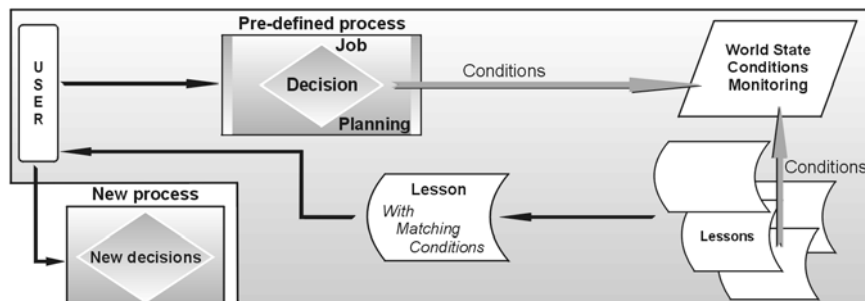 Pre-defined process
USER
Job
Decision
Planning
Conditions
World State
Conditions
Monitoring
Conditions
Lesson
With
Matching
Conditions
Lessons
New process
New decisions